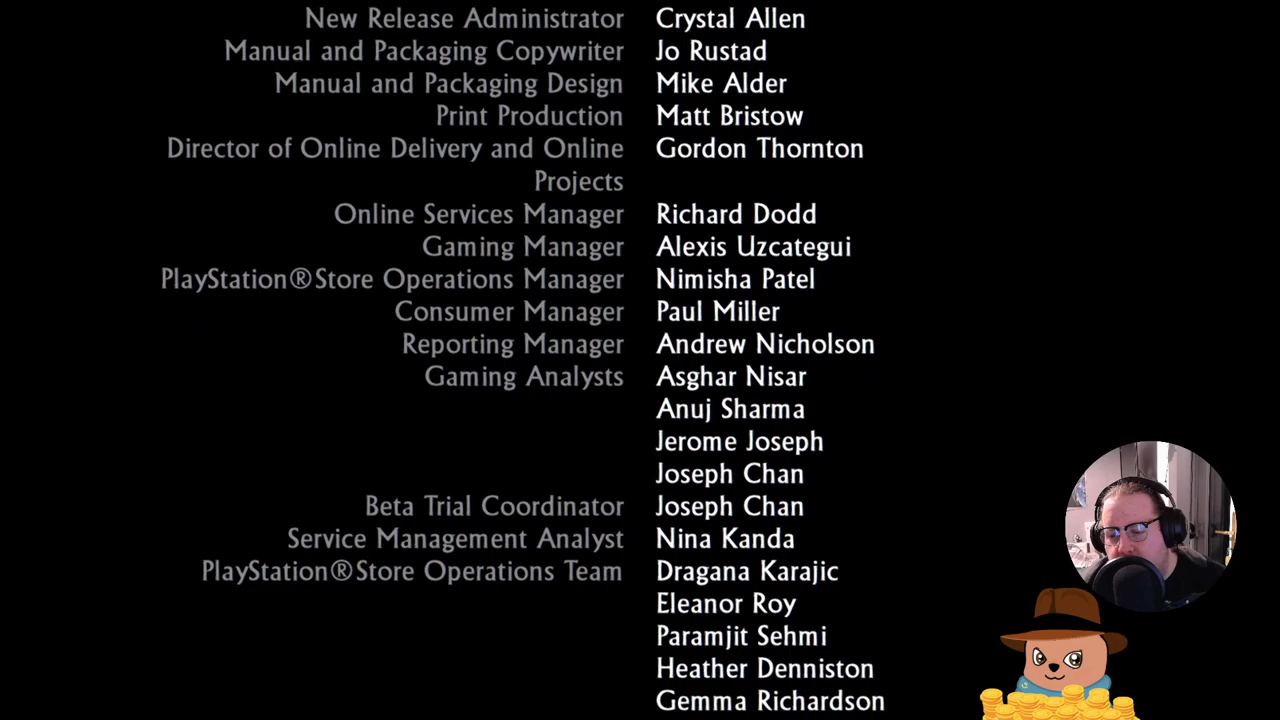 New Release Administrator Crystal Allen
Manual and Packaging Copywriter Jo Rustad
Manual and Packaging Design Mike Alder
Print Production Matt Bristow
Director of Online Delivery and Online Gordon Thornton
Projects
Online Services Manager Richard Dodd
Gaming Manager Alexis Uzcategui
PlayStation®Store Operations Manager Nimisha Patel
Consumer Manager Paul Miller
Reporting Manager Andrew Nicholson
Gaming Analysts Asghar Nisar
Anuj Sharma
Jerome Joseph
Joseph Chan
Beta Trial Coordinator Joseph Chan
Service Management Analyst Nina Kanda
PlayStation®Store Operations Team Dragana Karajic
Eleanor Roy
Paramjit Sehmi
Heather Denniston
Gemma Richardson